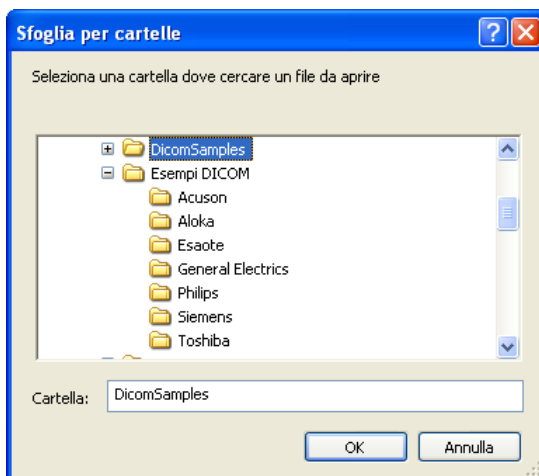 Sfoglia per cartelle
Seleziona una cartella dove cercare un file da aprire
DicomSamples
Esempi DICOM
Acuson
Aloka
Esaote
General Electrics
Philips
Siemens
Toshiba
Cartella: DicomSamples
OK Annulla